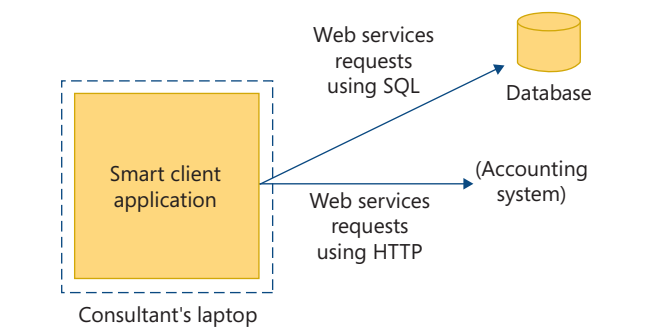 Web services
requests
using SQL
Database
Smart client
application
(Accounting
system)
Web services
requests
using HTTP
Consultant's laptop